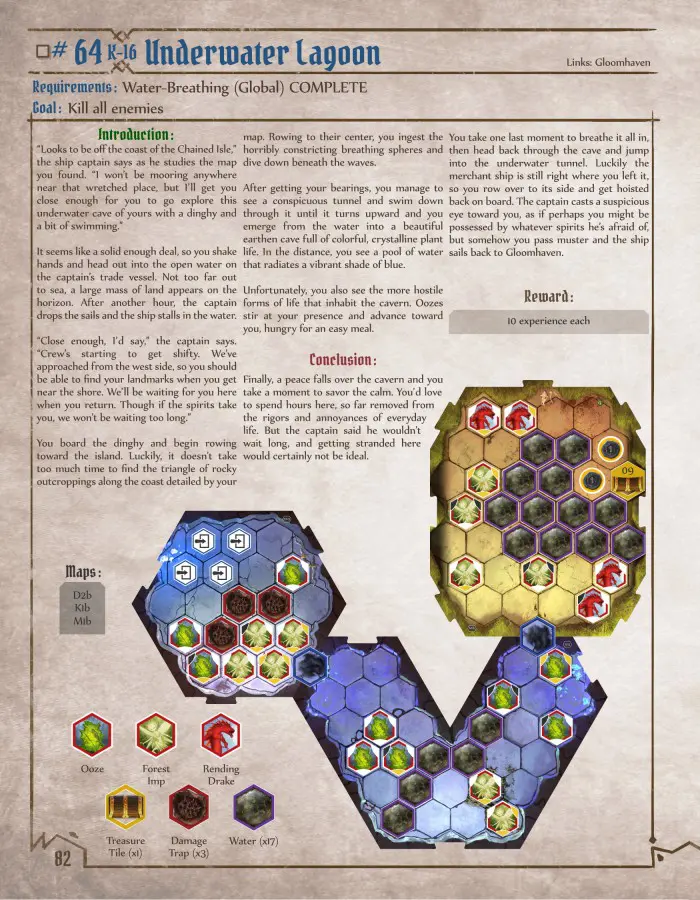 # 64 K-16 Underwater Lagoon
Links: Gloomhaven
Requirements: Water-Breathing (Global) COMPLETE
Goal: Kill all enemies
Introduction:
"Looks to be off the coast of the Chained Isle,"
the ship captain says as he studies the map
you found. "I won't be mooring anywhere
near that wretched place, but I'll get you
close enough for you to go explore this
underwater cave of yours with a dinghy and
a bit of swimming."
It seems like a solid enough deal, so you shake
hands and head out into the open water on
the captain's trade vessel. Not too far out
to sea, a large mass of land appears on the
horizon. After another hour, the captain
drops the sails and the ship stalls in the water.
"Close enough, I'd say," the captain says.
"Crew's starting to get shifty. We've
approached from the west side, so you should
be able to find your landmarks when you get
near the shore. We'll be waiting for you here
when you return. Though if the spirits take
you, we won't be waiting too long."
You board the dinghy and begin rowing
toward the island. Luckily, it doesn't take
too much time to find the triangle of rocky
outcroppings along the coast detailed by your
map. Rowing to their center, you ingest the
horribly constricting breathing spheres and
dive down beneath the waves.
After getting your bearings, you manage to
see a conspicuous tunnel and swim down
through it until it turns upward and you
emerge from the water into a beautiful
earthen cave full of colorful, crystalline plant
life. In the distance, you see a pool of water
that radiates a vibrant shade of blue.
Unfortunately, you also see the more hostile
forms of life that inhabit the cavern. Oozes
stir at your presence and advance toward
you, hungry for an easy meal.
Conclusion:
Finally, a peace falls over the cavern and you
take a moment to savor the calm. You'd love
to spend hours here, so far removed from
the rigors and annoyances of everyday
life. But the captain said he wouldn't
wait long, and getting stranded here
would certainly not be ideal.
You take one last moment to breathe it all in,
then head back through the cave and jump
into the underwater tunnel. Luckily the
merchant ship is still right where you left it,
so you row over to its side and get hoisted
back on board. The captain casts a suspicious
eye toward you, as if perhaps you might be
possessed by whatever spirits he's afraid of,
but somehow you pass muster and the ship
sails back to Gloomhaven.
Reward:
10 experience each
09
Maps:
D2b
K1b
M1b
Ooze
Forest
Imp
Rending
Drake
Treasure
Tile (x1)
Damage
Trap (x3)
Water (x17)
82